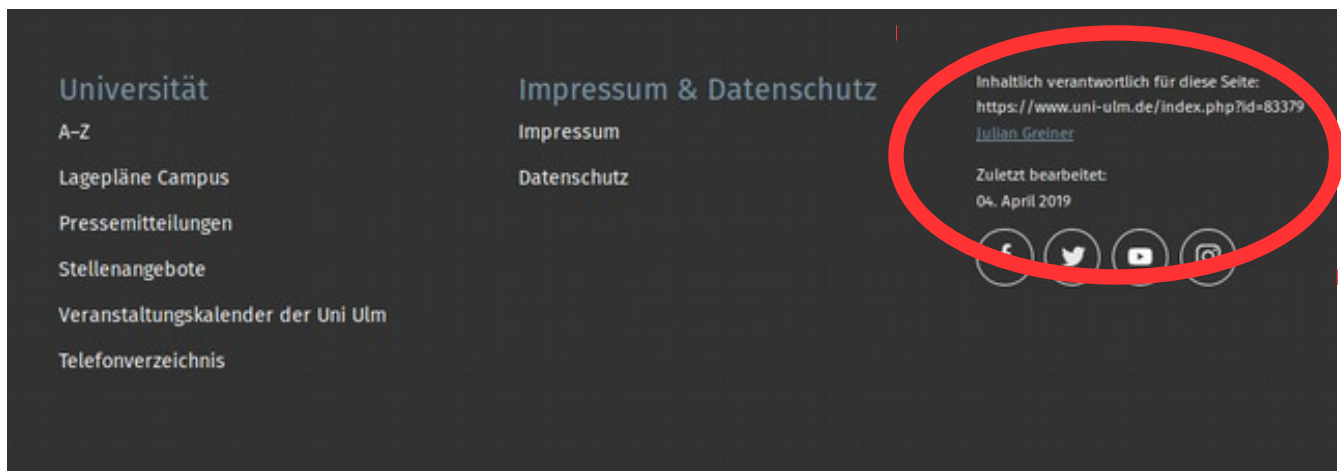 Universität
A–Z
Lagepläne Campus
Pressemitteilungen
Stellenangebote
Veranstaltungskalender der Uni Ulm
Telefonverzeichnis
Impressum & Datenschutz
Impressum
Datenschutz
Inhaltlich verantwortlich für diese Seite:
https://www.uni-ulm.de/index.php?id=83379
Julian Greiner
Zuletzt bearbeitet:
04. April 2019